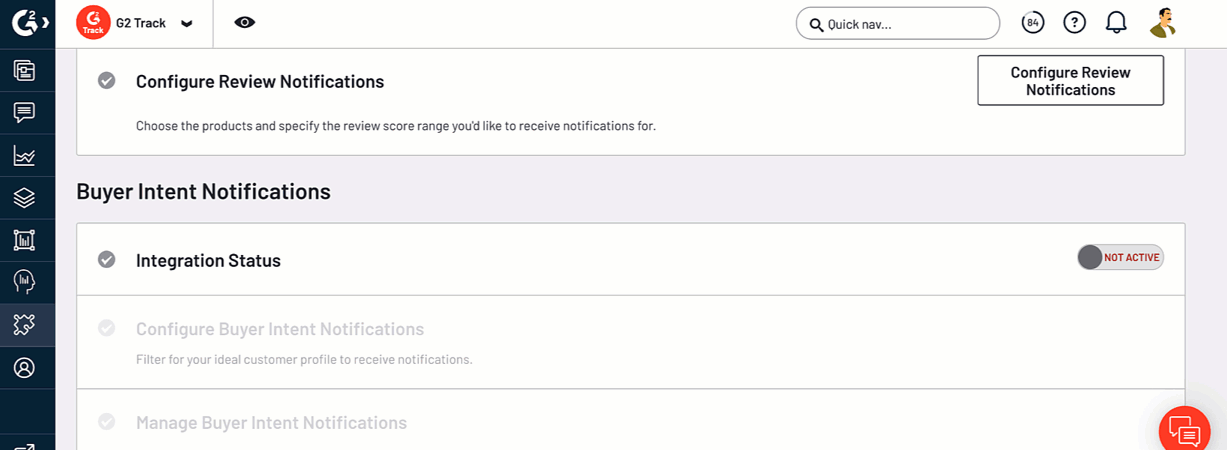 G2
G2 Track
Quick nav...
84
?
G2
Track
Configure Review Notifications
Configure Review
Notifications
Choose the products and specify the review score range you'd like to receive notifications for.
Buyer Intent Notifications
Integration Status
NOT ACTIVE
Configure Buyer Intent Notifications
Filter for your ideal customer profile to receive notifications.
Manage Buyer Intent Notifications